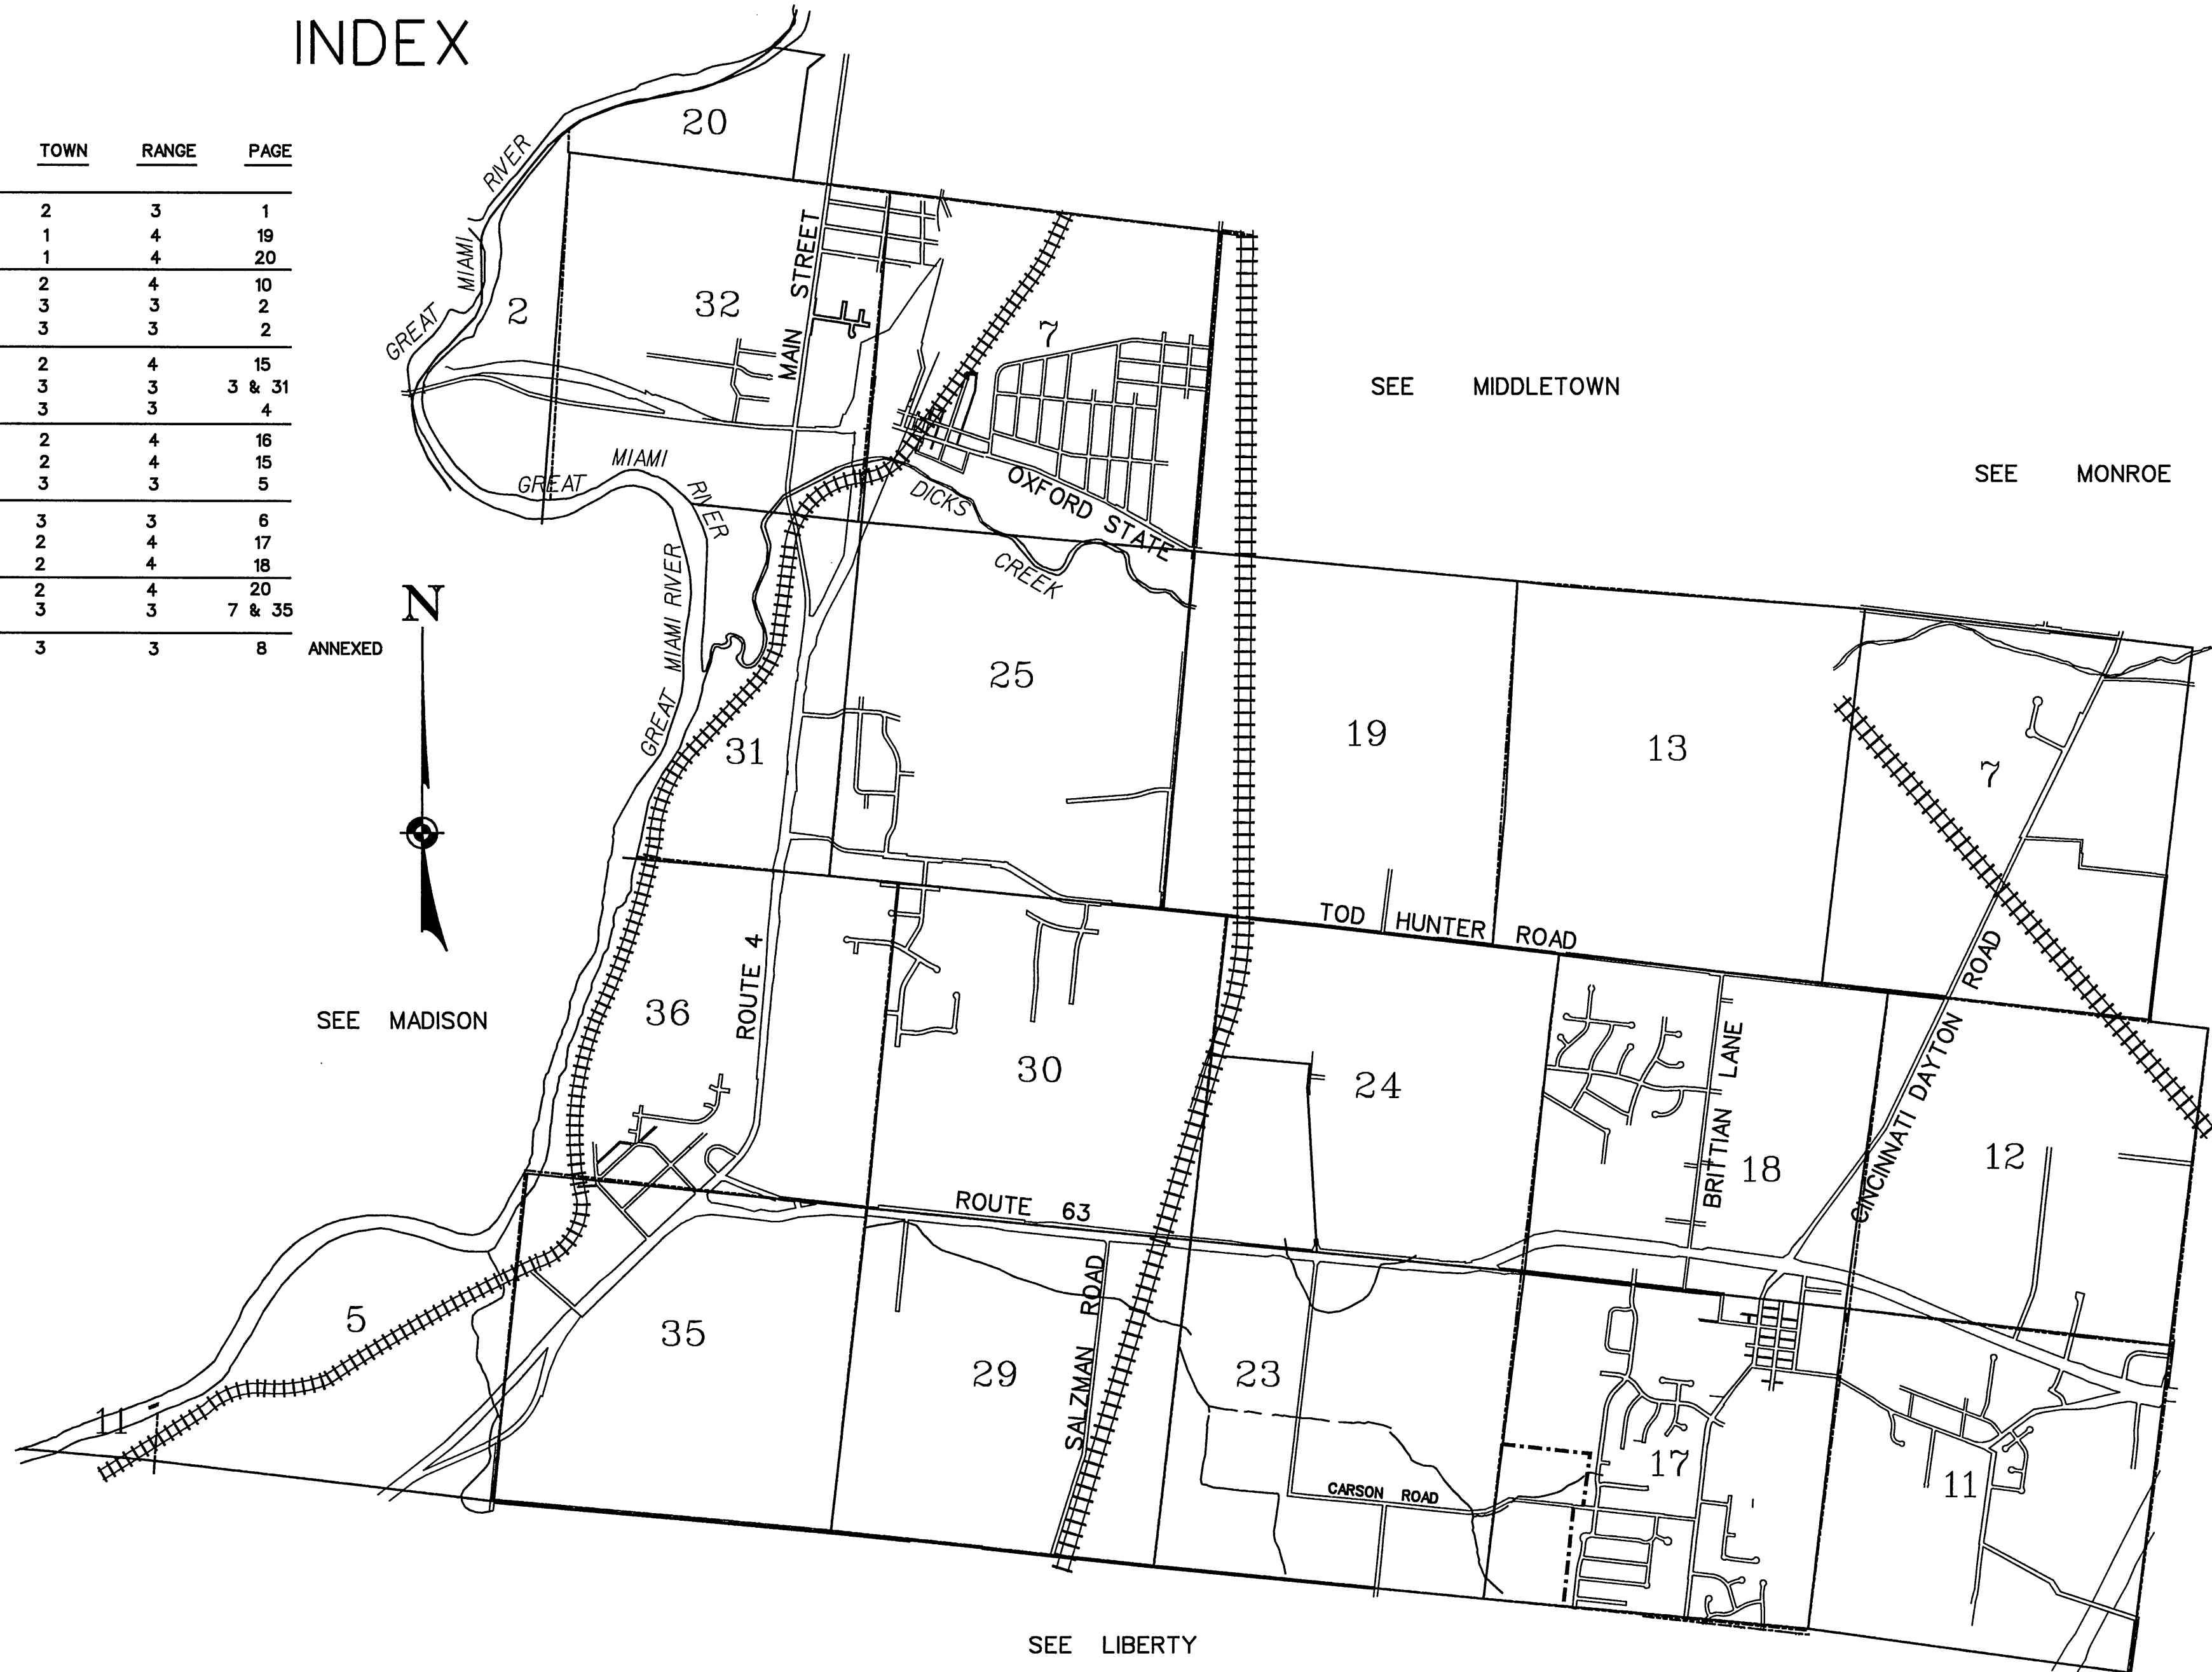 INDEX
TOWN RANGE PAGE
2 3 1
1 4 19
1 4 20
2 4 10
3 3 2
3 3 2
2 4 15
3 3 3 & 31
3 3 4
2 4 16
2 4 15
3 3 5
3 3 6
2 4 17
2 4 18
2 4 20
3 3 7 & 35
3 3 8 ANNEXED
N
20
GREAT MIAMI RIVER
2
32
MAIN STREET
7
SEE MIDDLETOWN
SEE MONROE
GREAT MIAMI RIVER
DICKS CREEK
OXFORD STATE
GREAT MIAMI RIVER
25
31
19
13
7
TOD HUNTER ROAD
SEE MADISON
36
ROUTE 4
30
24
BRITTIAN LANE
18
CINCINNATI DAYTON ROAD
12
ROUTE 63
5
35
29
SALZMAN ROAD
23
11
CARSON ROAD
17
11
SEE LIBERTY